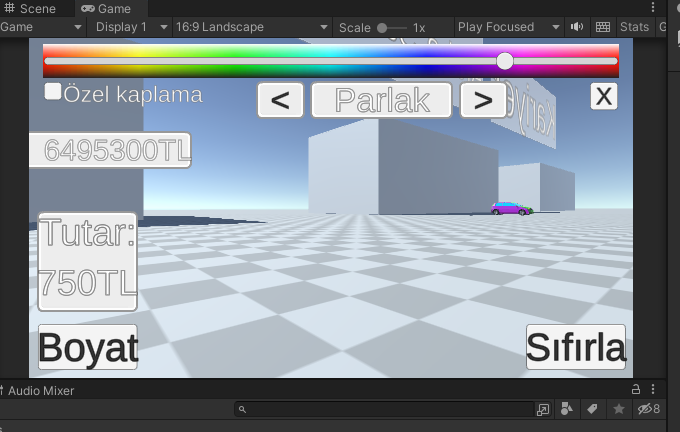 Scene Game
Game Display 1 16:9 Landscape Scale 1x Play Focused Stats G
Özel kaplama < Parlak > X
6495300TL
Tutar:
750TL
Boyat Sıfırla
Audio Mixer
8